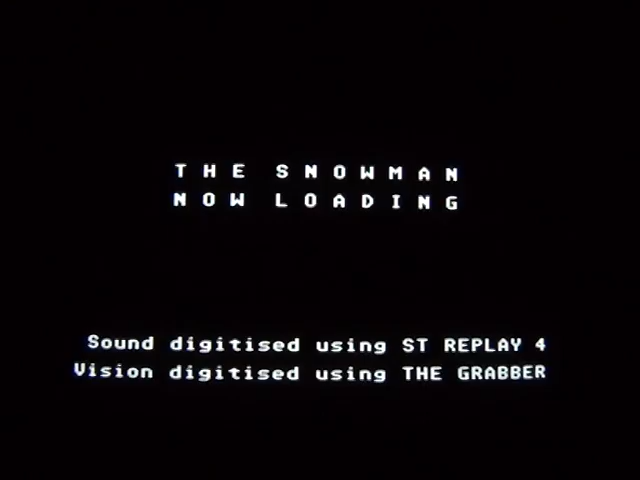 THE SNOWMAN
NOW LOADING
Sound digitised using ST REPLAY 4
Vision digitised using THE GRABBER